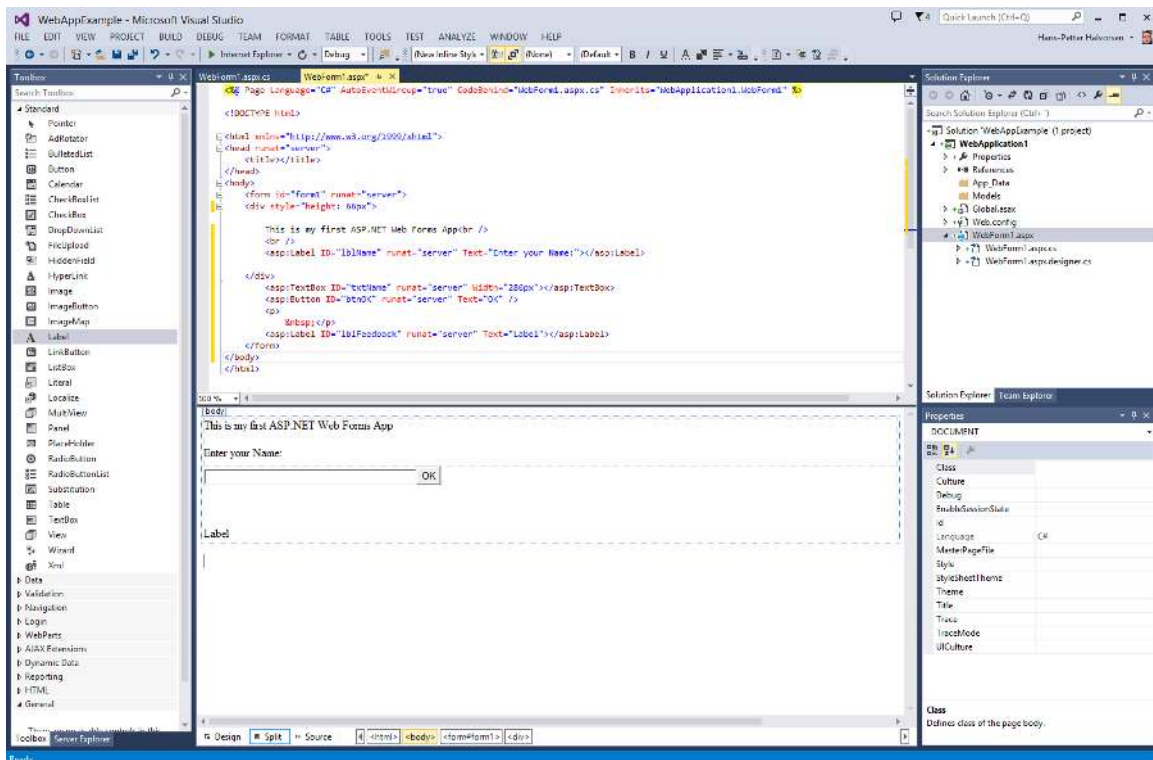 WebAppExample - Microsoft Visual Studio
Quick Launch (Ctrl+Q)
FILE EDIT VIEW PROJECT BUILD DEBUG TEAM FORMAT TABLE TOOLS TEST ANALYZE WINDOW HELP
Hans-Petter Halvorsen
Internet Explorer Debug (New Inline Style (None) (Default B I U A
Toolbox
Search Toolbox
Standard
Pointer
AdRotator
BulletedList
Button
Calendar
CheckBoxList
CheckBox
DropDownList
FileUpload
HiddenField
HyperLink
Image
ImageButton
ImageMap
Label
LinkButton
ListBox
Literal
Localize
MultiView
Panel
PlaceHolder
RadioButton
RadioButtonList
Substitution
Table
TextBox
View
Wizard
Xml
Data
Validation
Navigation
Login
WebParts
AJAX Extensions
Dynamic Data
Reporting
HTML
General
Toolbox Server Explorer
WebForm1.aspx.cs WebForm1.aspx*
<%@ Page Language="C#" AutoEventWireup="true" CodeBehind="WebForm1.aspx.cs" Inherits="WebApplication1.WebForm1" %>
<!DOCTYPE html>
<html xmlns="http://www.w3.org/1999/xhtml">
<head runat="server">
<title></title>
</head>
<body>
<form id="form1" runat="server">
<div style="height: 66px">
This is my first ASP.NET Web Forms App<br />
<br />
<asp:Label ID="lblName" runat="server" Text="Enter your Name:"></asp:Label>
</div>
<asp:TextBox ID="txtName" runat="server" Width="286px"></asp:TextBox>
<asp:Button ID="btnOK" runat="server" Text="OK" />
<p>
&nbsp;</p>
<asp:Label ID="lblFeedback" runat="server" Text="Label"></asp:Label>
</form>
</body>
</html>
100 %
body
This is my first ASP.NET Web Forms App
Enter your Name:
OK
Label
Design Split Source <html> <body> <form#form1> <div>
Solution Explorer
Search Solution Explorer
Solution 'WebAppExample (1 project)
WebApplication1
Properties
References
App_Data
Models
Global.asax
Web.config
WebForm1.aspx
WebForm1.aspx.cs
WebForm1.aspx.designer.cs
Solution Explorer Team Explorer
Properties
DOCUMENT
Class
Culture
Debug
EnableSessionState
Id
Language C#
MasterPageFile
Style
StyleSheetTheme
Theme
Title
Trace
TraceMode
UICulture
Class
Defines class of the page body.
Ready